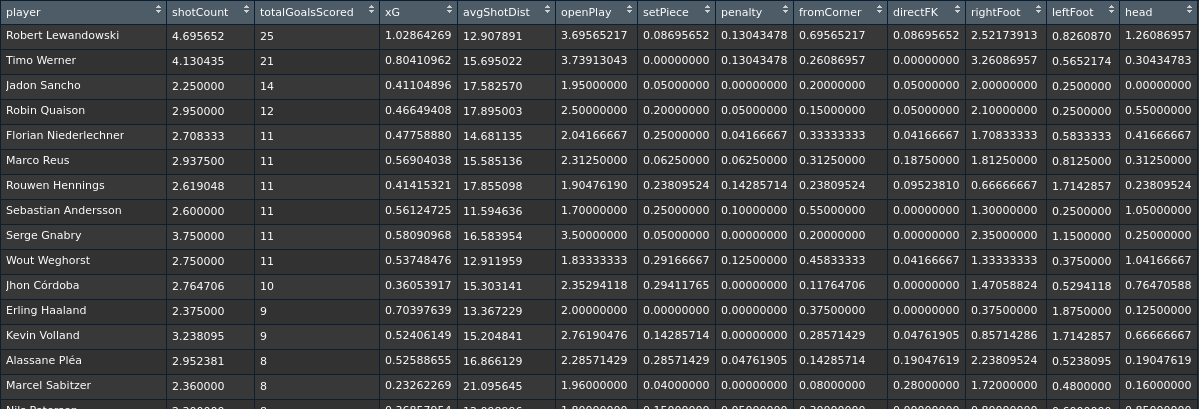 player shotCount totalGoalsScored xG avgShotDist openPlay setPiece penalty fromCorner directFK rightFoot leftFoot head
Robert Lewandowski 4.695652 25 1.02864269 12.907891 3.69565217 0.08695652 0.13043478 0.69565217 0.08695652 2.52173913 0.8260870 1.26086957
Timo Werner 4.130435 21 0.80410962 15.695022 3.73913043 0.00000000 0.13043478 0.26086957 0.00000000 3.26086957 0.5652174 0.30434783
Jadon Sancho 2.250000 14 0.41104896 17.582570 1.95000000 0.05000000 0.00000000 0.20000000 0.05000000 2.00000000 0.2500000 0.00000000
Robin Quaison 2.950000 12 0.46649408 17.895003 2.50000000 0.20000000 0.05000000 0.15000000 0.05000000 2.10000000 0.2500000 0.55000000
Florian Niederlechner 2.708333 11 0.47758880 14.681135 2.04166667 0.25000000 0.04166667 0.33333333 0.04166667 1.70833333 0.5833333 0.41666667
Marco Reus 2.937500 11 0.56904038 15.585136 2.31250000 0.06250000 0.06250000 0.31250000 0.18750000 1.81250000 0.8125000 0.31250000
Rouwen Hennings 2.619048 11 0.41415321 17.855098 1.90476190 0.23809524 0.14285714 0.23809524 0.09523810 0.66666667 1.7142857 0.23809524
Sebastian Andersson 2.600000 11 0.56124725 11.594636 1.70000000 0.25000000 0.10000000 0.55000000 0.00000000 1.30000000 0.2500000 1.05000000
Serge Gnabry 3.750000 11 0.58090968 16.583954 3.50000000 0.05000000 0.00000000 0.20000000 0.00000000 2.35000000 1.1500000 0.25000000
Wout Weghorst 2.750000 11 0.53748476 12.911959 1.83333333 0.29166667 0.12500000 0.45833333 0.04166667 1.33333333 0.3750000 1.04166667
Jhon Córdoba 2.764706 10 0.36053917 15.303141 2.35294118 0.29411765 0.00000000 0.11764706 0.00000000 1.47058824 0.5294118 0.76470588
Erling Haaland 2.375000 9 0.70397639 13.367229 2.00000000 0.00000000 0.00000000 0.37500000 0.00000000 0.37500000 1.8750000 0.12500000
Kevin Volland 3.238095 9 0.52406149 15.204841 2.76190476 0.14285714 0.00000000 0.28571429 0.04761905 0.85714286 1.7142857 0.66666667
Alassane Pléa 2.952381 8 0.52588655 16.866129 2.28571429 0.28571429 0.04761905 0.14285714 0.19047619 2.23809524 0.5238095 0.19047619
Marcel Sabitzer 2.360000 8 0.23262269 21.095645 1.96000000 0.04000000 0.00000000 0.08000000 0.28000000 1.72000000 0.4800000 0.16000000